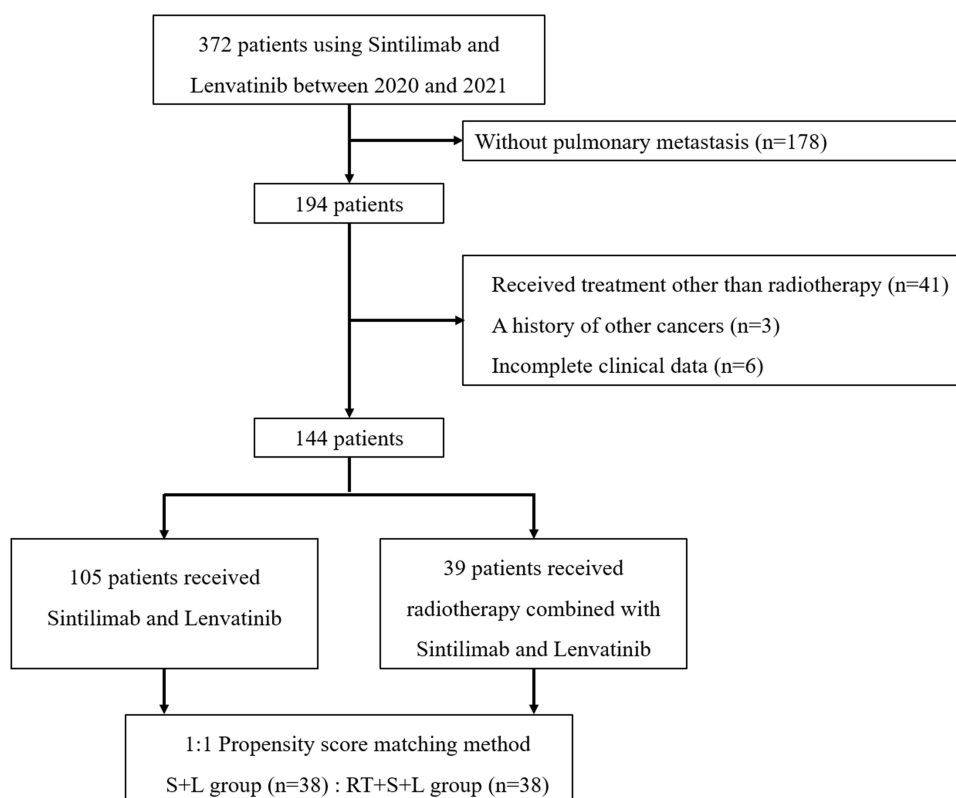 372 patients using Sintilimab and
Lenvatinib between 2020 and 2021
Without pulmonary metastasis (n=178)
194 patients
Received treatment other than radiotherapy (n=41)
A history of other cancers (n=3)
Incomplete clinical data (n=6)
144 patients
105 patients received
Sintilimab and Lenvatinib
39 patients received
radiotherapy combined with
Sintilimab and Lenvatinib
1:1 Propensity score matching method
S+L group (n=38) : RT+S+L group (n=38)